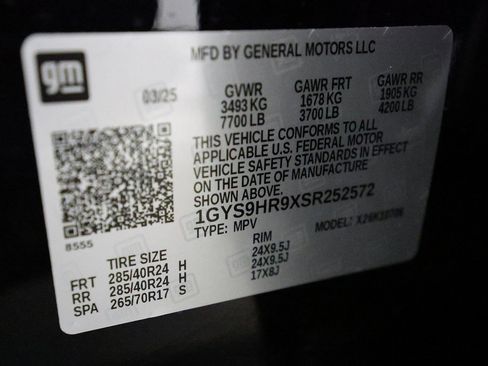 gm
MFD BY GENERAL MOTORS LLC
03/25
GVWR
3493 KG
7700 LB
GAWR FRT
1678 KG
3700 LB
GAWR RR
1905 KG
4200 LB
THIS VEHICLE CONFORMS TO ALL
APPLICABLE U.S. FEDERAL MOTOR
VEHICLE SAFETY STANDARDS IN EFFECT
ON THE DATE OF MANUFACTURE
SHOWN ABOVE.
1GYS9HR9XSR252572
TYPE: MPV
MODEL:
8555
TIRE SIZE
RIM
FRT 285/40R24 H 24X9.5J
RR 285/40R24 H 24X9.5J
SPA 265/70R17 S 17X8J